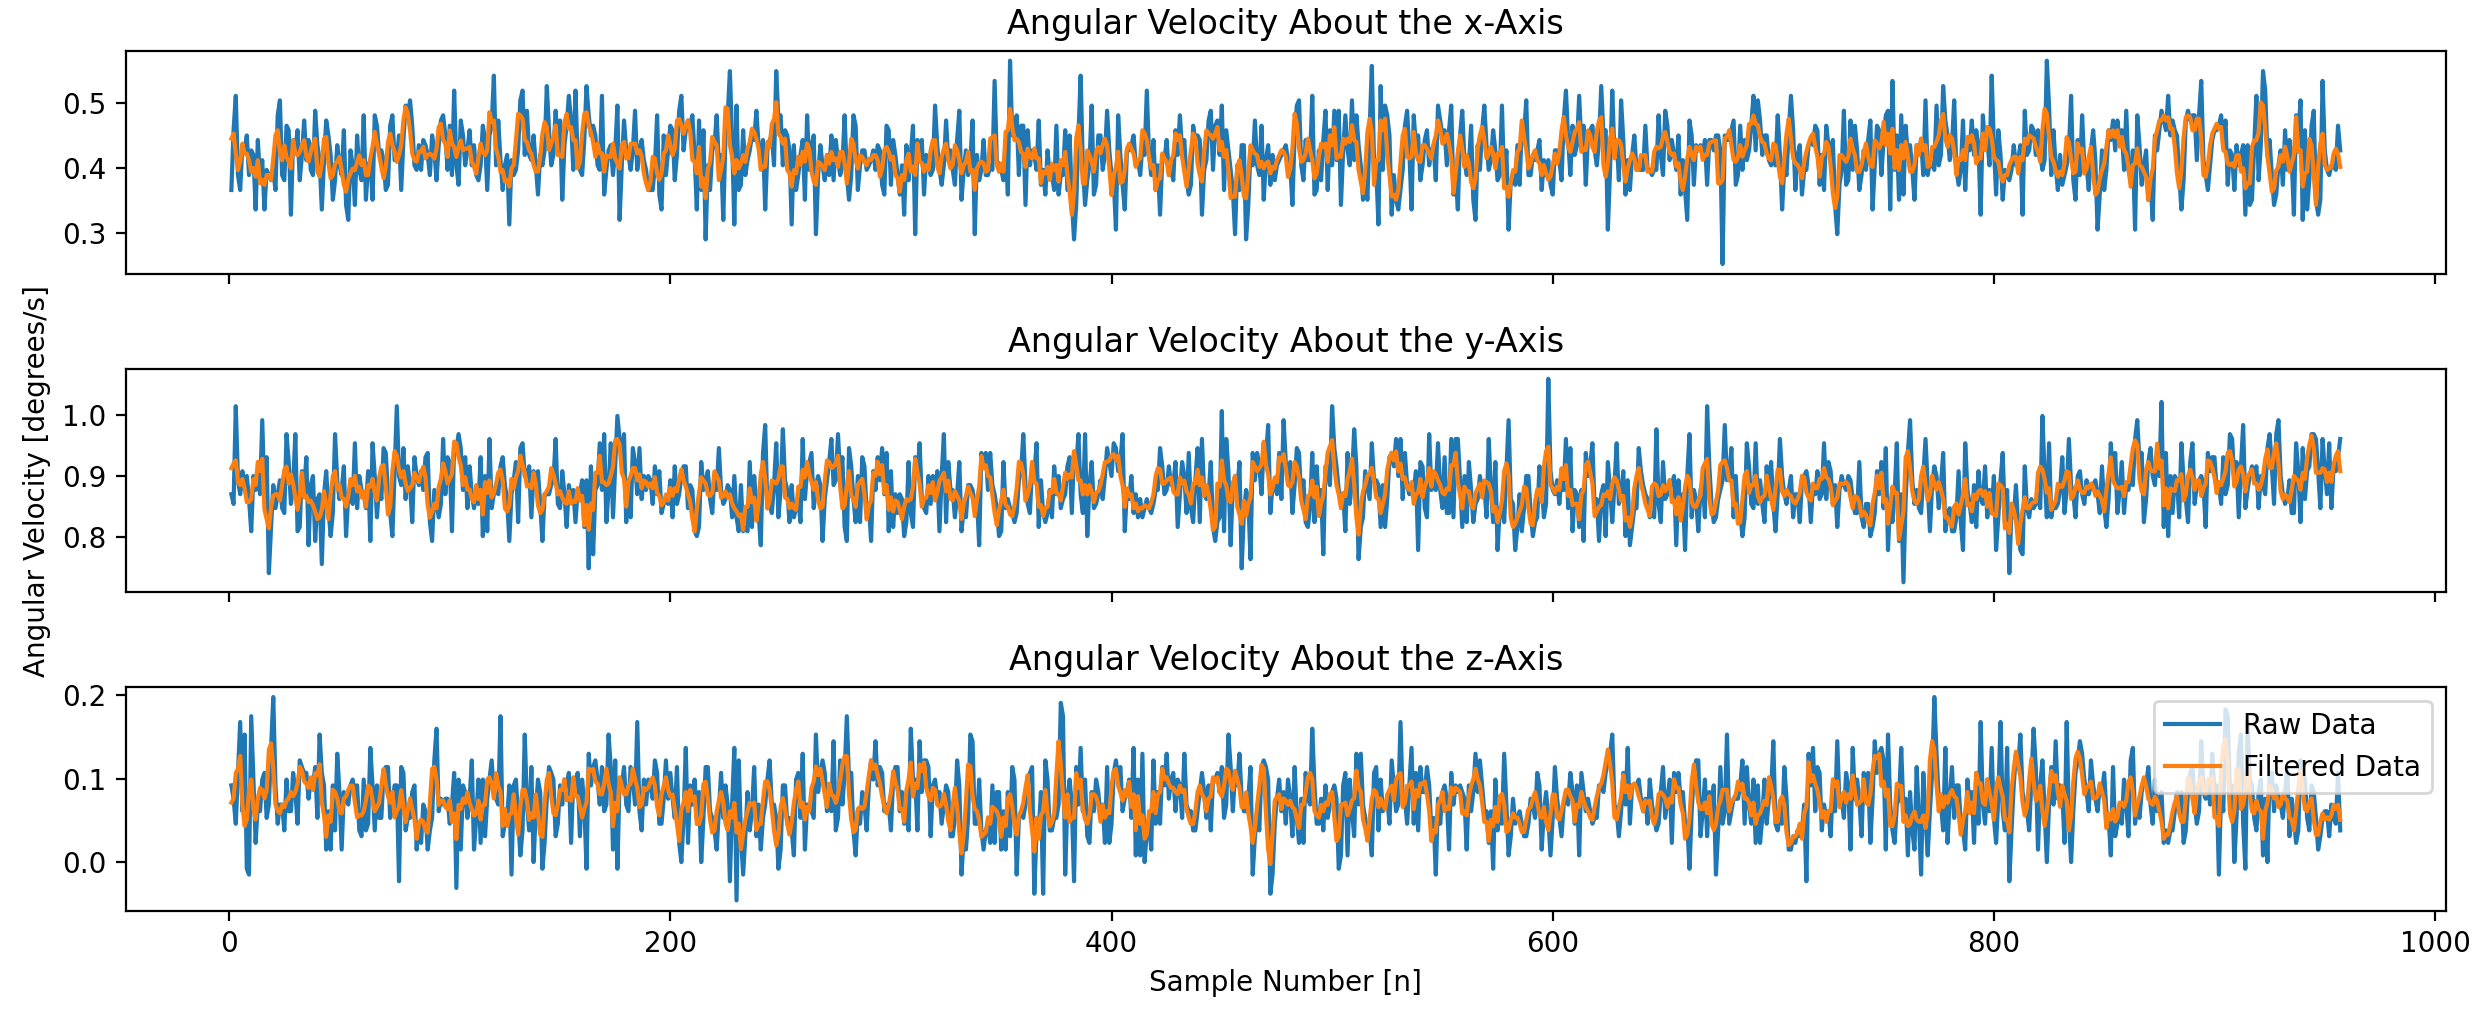 Angular Velocity About the x-Axis
0.5
0.4
0.3
Angular Velocity [degrees/s]
Angular Velocity About the y-Axis
1.0
0.9
0.8
Angular Velocity About the z-Axis
0.2
0.1
0.0
Raw Data
Filtered Data
0 200 400 600 800 1000
Sample Number [n]